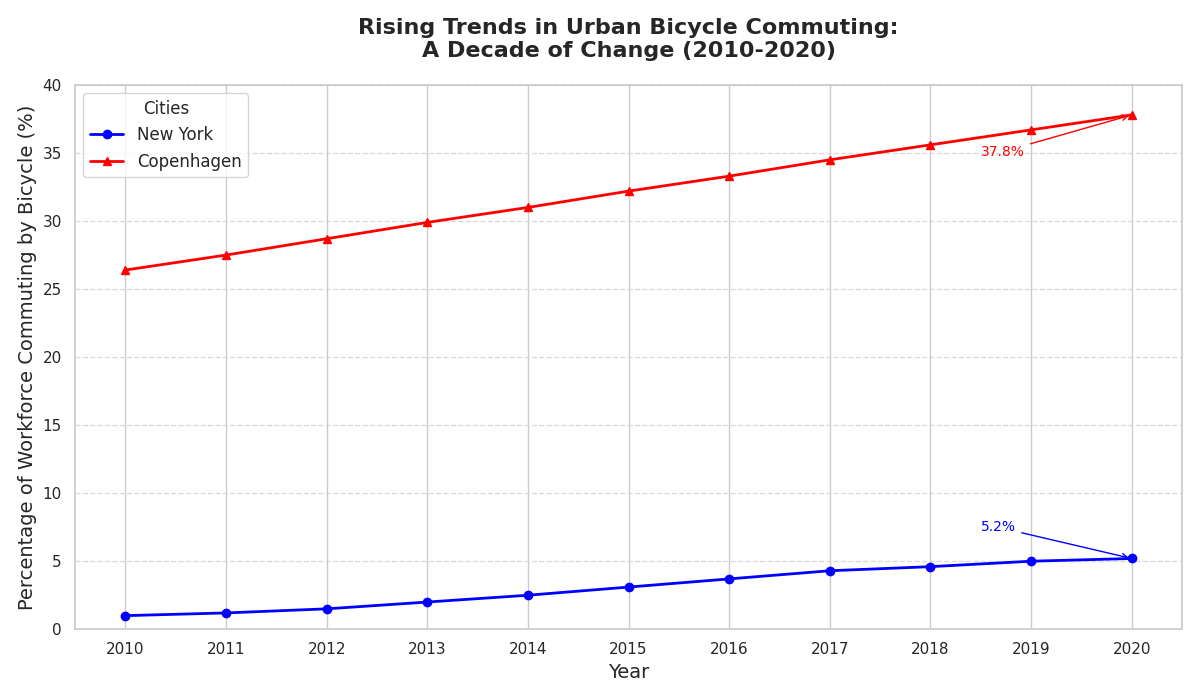 Rising Trends in Urban Bicycle Commuting:
A Decade of Change (2010-2020)
Percentage of Workforce Commuting by Bicycle (%)
40
35
30
25
20
15
10
5
0
Cities
New York
Copenhagen
37.8%
5.2%
2010 2011 2012 2013 2014 2015 2016 2017 2018 2019 2020
Year